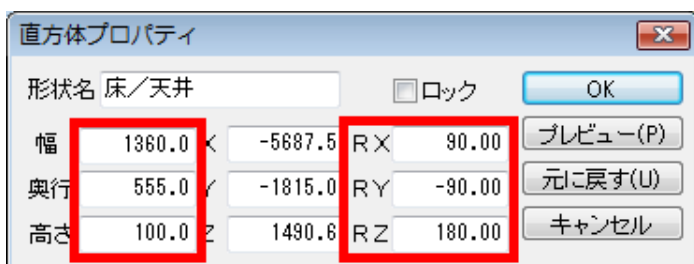 直方体プロパティ
形状名 床／天井 ロック OK
幅 1360.0 X -5687.5 RX 90.00 プレビュー(P)
奥行 555.0 Y -1815.0 RY -90.00 元に戻す(U)
高さ 100.0 Z 1490.6 RZ 180.00 キャンセル